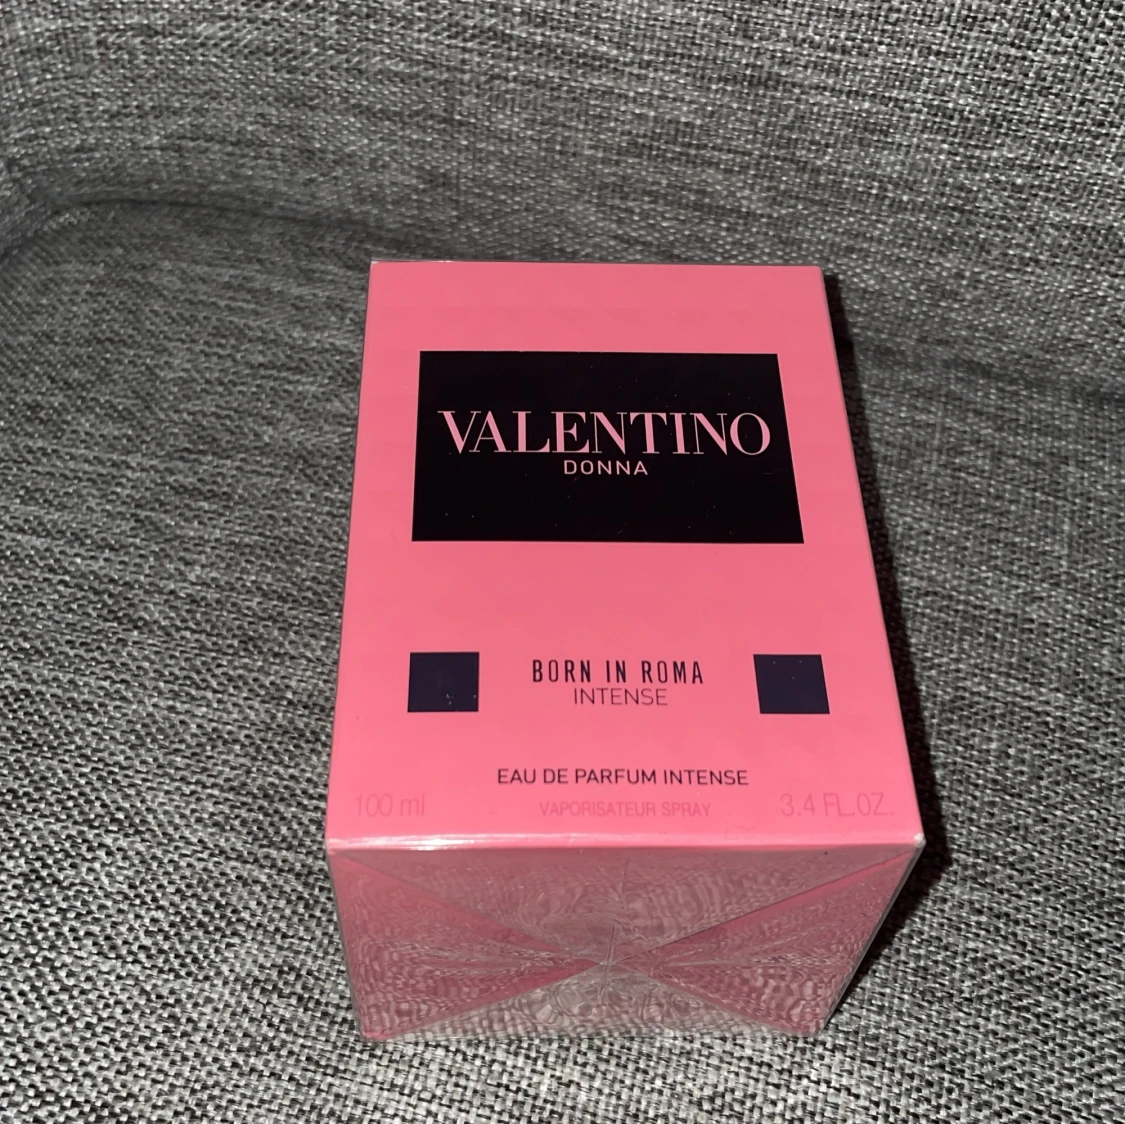 VALENTINO
DONNA
BORN IN ROMA
INTENSE
EAU DE PARFUM INTENSE
100 ml VAPORISATEUR SPRAY 3.4 FL.OZ.